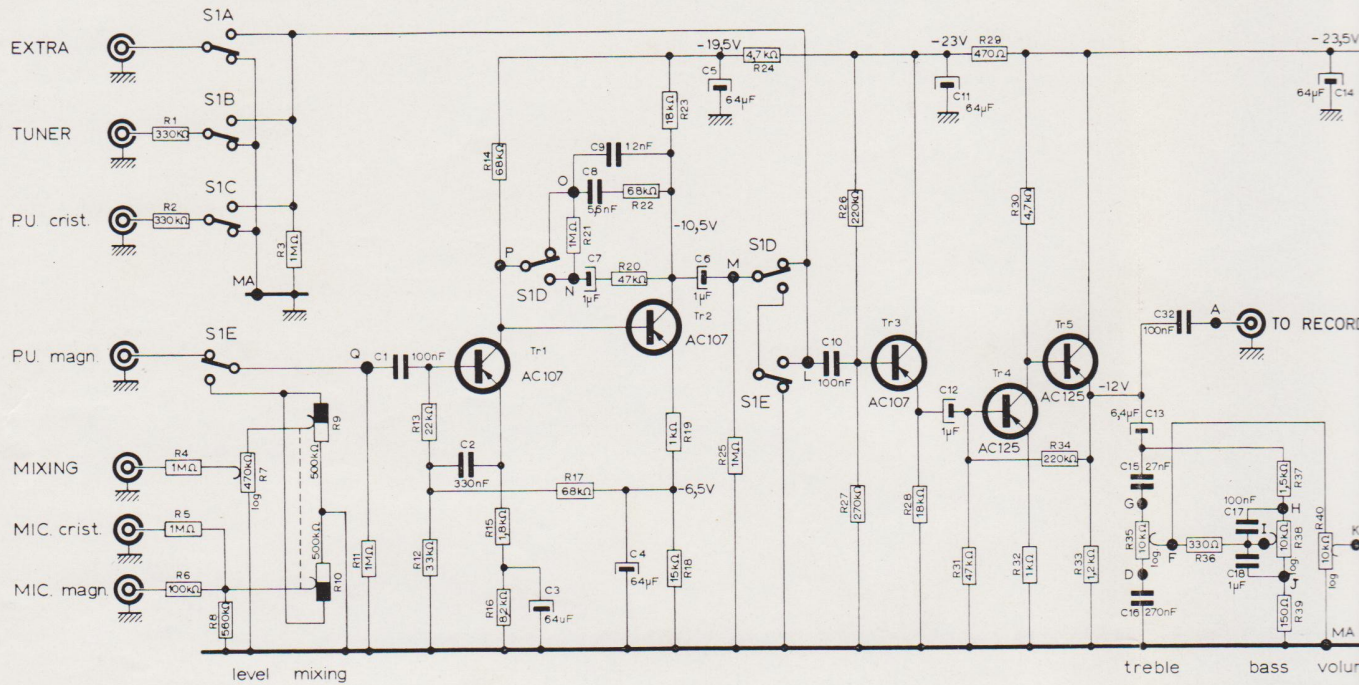 S1A
EXTRA
S1B
TUNER
R1
330KΩ
S1C
P.U. crist.
R2
330kΩ
R3
1MΩ
MA
S1E
P.U. magn.
MIXING
R4
1MΩ
470kΩ
R7
log
MIC. crist.
R5
1MΩ
MIC. magn.
R6
100kΩ
R8
560kΩ
R9
500kΩ
500kΩ
R10
level
mixing
Q
C1
100nF
R11
1MΩ
R13
22kΩ
C2
330nF
R12
33kΩ
R14
68kΩ
P
Tr1
AC107
R15
1,8kΩ
R16
8,2kΩ
C3
64uF
R17
68kΩ
C9
12nF
O
C8
5,6nF
68kΩ
R22
R21
1MΩ
S1D
N
C7
1µF
R20
47kΩ
-19,5V
C5
64µF
R23
18kΩ
4,7kΩ
R24
-10,5V
C6
1µF
M
Tr2
AC107
R19
1kΩ
-6,5V
C4
64µF
R18
15kΩ
R25
1MΩ
S1D
S1E
L
C10
100nF
R26
220kΩ
R27
270kΩ
Tr3
AC107
R28
18kΩ
-23V
C11
64µF
R29
470Ω
C12
1µF
Tr4
AC125
R30
4,7kΩ
R31
47kΩ
R32
1kΩ
R34
220kΩ
R33
1,2kΩ
Tr5
AC125
-12V
-23,5V
64µF
C14
C32
100nF
A
TO RECORD
6,4µF
C13
C15
27nF
G
R35
10kΩ
log
D
C16
270nF
F
330Ω
R36
100nF
C17
I
C18
1µF
1,5kΩ
R37
H
10kΩ
R38
log
J
150Ω
R39
R40
10kΩ
log
K
MA
treble
bass
volum